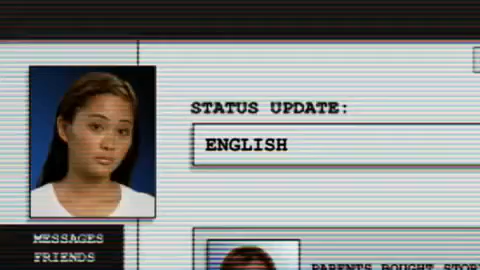 STATUS UPDATE:
ENGLISH
MESSAGES
FRIENDS
PARENTS BOUGHT